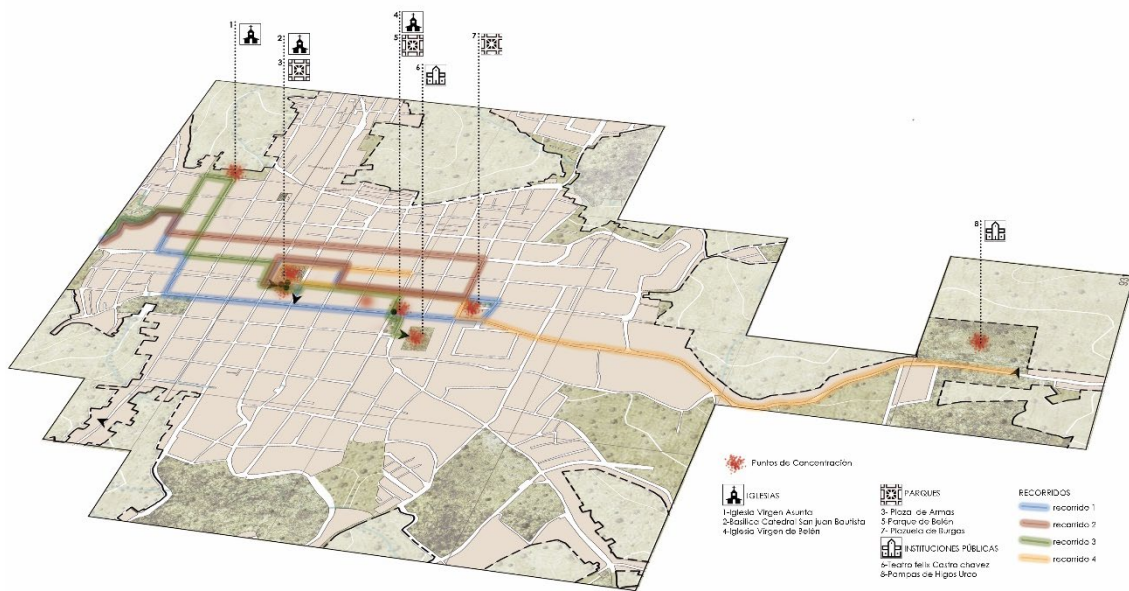 4
2
7
1
5
3
6
8
Puntos de Concentración
IGLESIAS
1-Iglesia Virgen Asunta
2-Basílica Catedral San juan Bautista
4-Iglesia Virgen de Belén
PARQUES
3- Plaza de Armas
5-Parque de Belén
7- Plazuela de Burgos
INSTITUCIONES PÚBLICAS
6-Teatro felix Castro chavez
8-Pampas de Higos Urco
RECORRIDOS
recorrido 1
recorrido 2
recorrido 3
recorrido 4